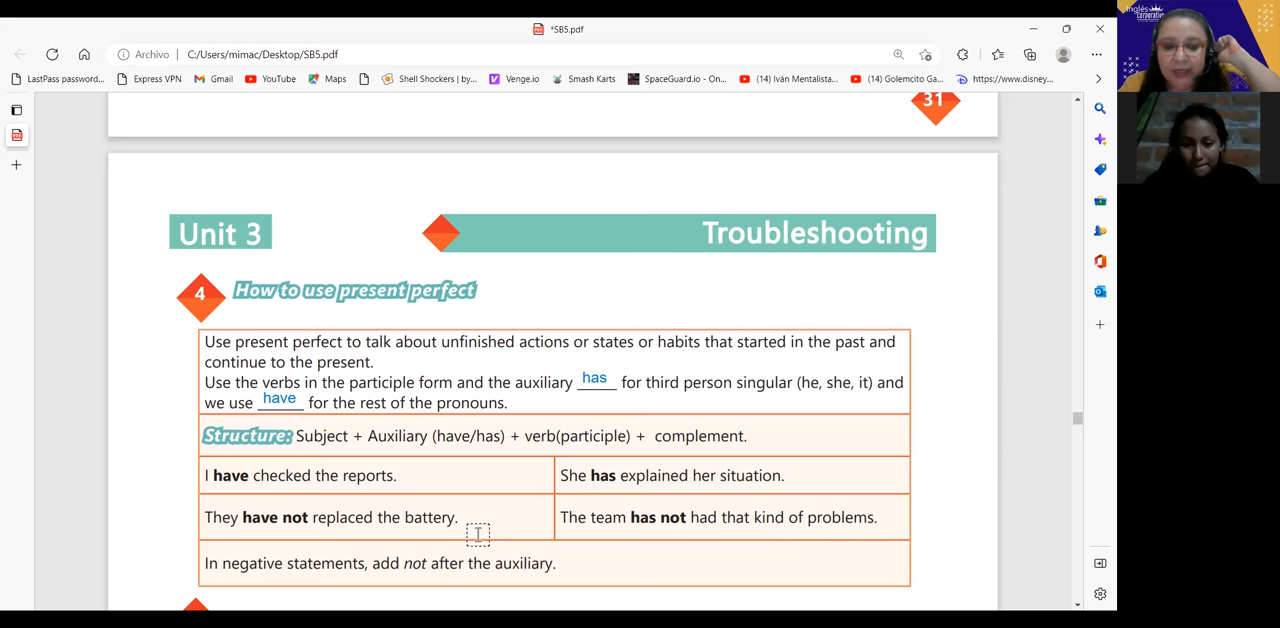 *SB5.pdf
Archivo | C:/Users/mimac/Desktop/SB5.pdf
LastPass password... Express VPN Gmail YouTube Maps Shell Shockers | by... Venge.io Smash Karts SpaceGuard.io - On... (14) Iván Mentalista... (14) Golemcito Ga... https://www.disney...
Inglés
Corporativo
31
Unit 3 Troubleshooting
4 How to use present perfect
Use present perfect to talk about unfinished actions or states or habits that started in the past and
continue to the present.
Use the verbs in the participle form and the auxiliary has for third person singular (he, she, it) and
we use have for the rest of the pronouns.
Structure: Subject + Auxiliary (have/has) + verb(participle) + complement.
I have checked the reports. She has explained her situation.
They have not replaced the battery. The team has not had that kind of problems.
In negative statements, add not after the auxiliary.